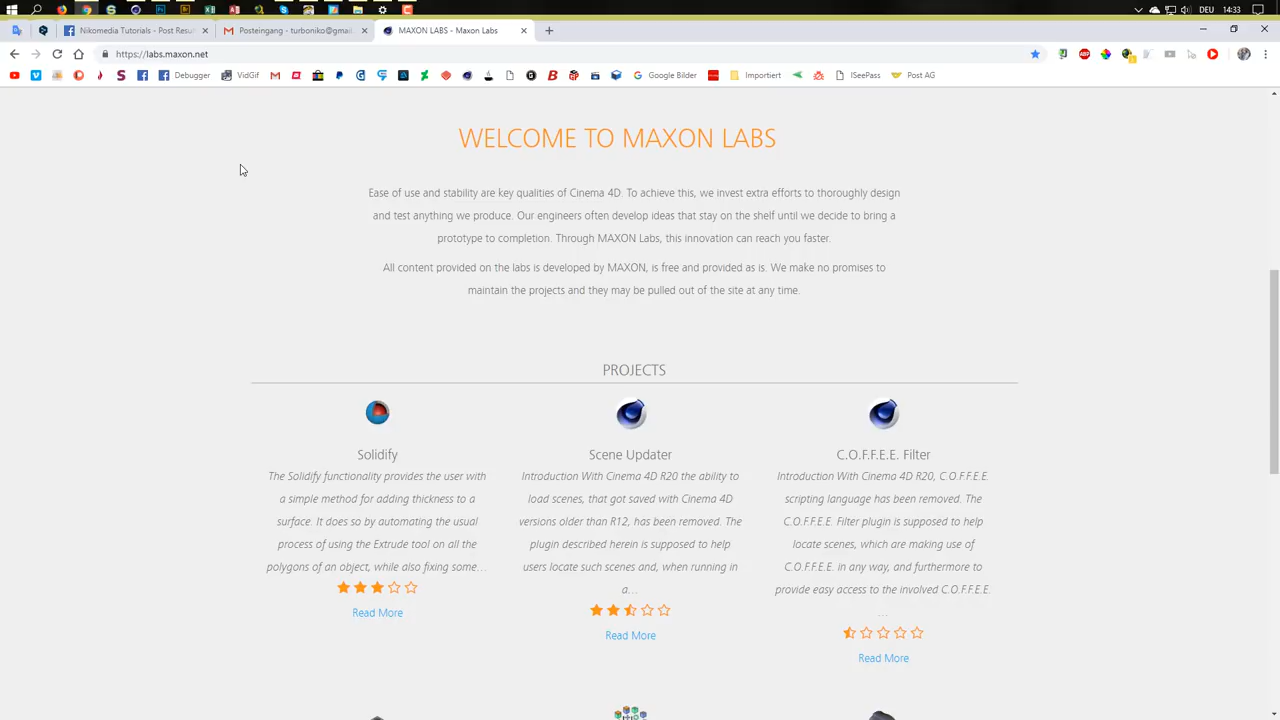 DEU 14:33
Nikomedia Tutorials - Post Resul
Posteingang - turboniko@gmai
MAXON LABS - Maxon Labs
https://labs.maxon.net
Debugger
VidGif
Google Bilder
Importiert
ISeePass
Post AG
WELCOME TO MAXON LABS
Ease of use and stability are key qualities of Cinema 4D. To achieve this, we invest extra efforts to thoroughly design
and test anything we produce. Our engineers often develop ideas that stay on the shelf until we decide to bring a
prototype to completion. Through MAXON Labs, this innovation can reach you faster.
All content provided on the labs is developed by MAXON, is free and provided as is. We make no promises to
maintain the projects and they may be pulled out of the site at any time.
PROJECTS
Solidify
The Solidify functionality provides the user with
a simple method for adding thickness to a
surface. It does so by automating the usual
process of using the Extrude tool on all the
polygons of an object, while also fixing some…
Read More
Scene Updater
Introduction With Cinema 4D R20 the ability to
load scenes, that got saved with Cinema 4D
versions older than R12, has been removed. The
plugin described herein is supposed to help
users locate such scenes and, when running in
a…
Read More
C.O.F.F.E.E. Filter
Introduction With Cinema 4D R20, C.O.F.F.E.E.
scripting language has been removed. The
C.O.F.F.E.E. Filter plugin is supposed to help
locate scenes, which are making use of
C.O.F.F.E.E. in any way, and furthermore to
provide easy access to the involved C.O.F.F.E.E.
…
Read More